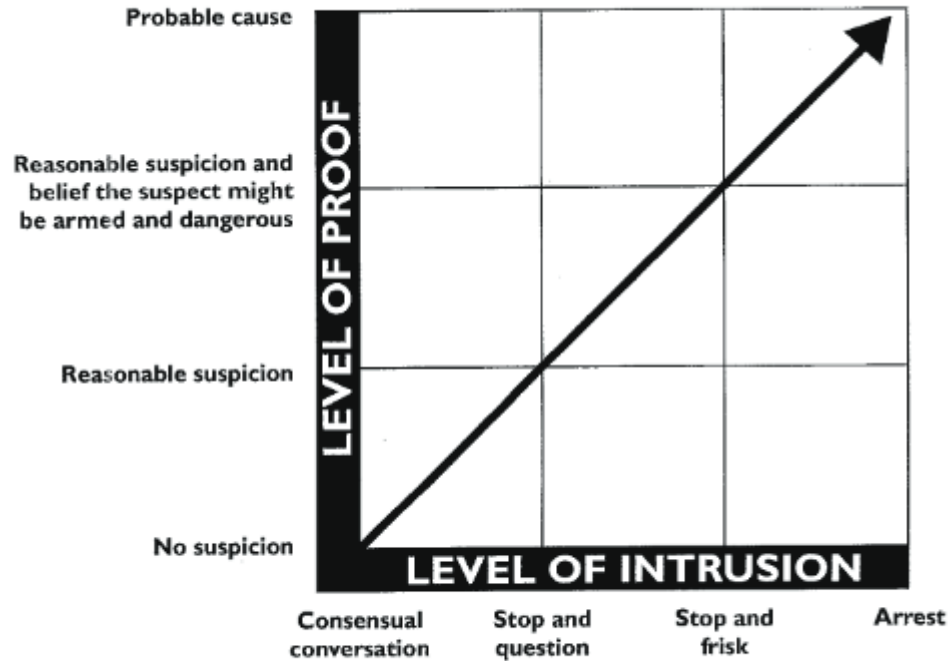 Probable cause
Reasonable suspicion and
belief the suspect might
be armed and dangerous
Reasonable suspicion
No suspicion
LEVEL OF PROOF
LEVEL OF INTRUSION
Consensual
conversation
Stop and
question
Stop and
frisk
Arrest